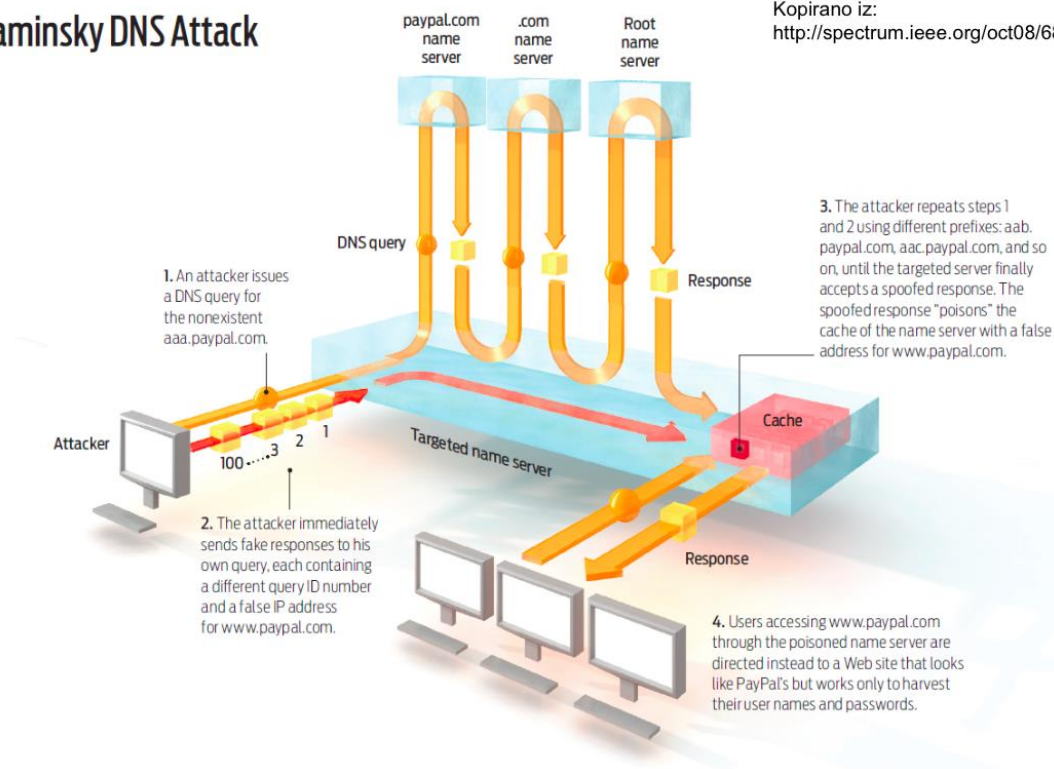 aminsky DNS Attack
Kopirano iz:
http://spectrum.ieee.org/oct08/68
paypal.com
name
server
.com
name
server
Root
name
server
DNS query
Response
1. An attacker issues
a DNS query for
the nonexistent
aaa.paypal.com.
3. The attacker repeats steps 1
and 2 using different prefixes: aab.
paypal.com, aac.paypal.com, and so
on, until the targeted server finally
accepts a spoofed response. The
spoofed response “poisons” the
cache of the name server with a false
address for www.paypal.com.
Attacker
100.....3 2 1
Targeted name server
Cache
2. The attacker immediately
sends fake responses to his
own query, each containing
a different query ID number
and a false IP address
for www.paypal.com.
Response
4. Users accessing www.paypal.com
through the poisoned name server are
directed instead to a Web site that looks
like PayPal’s but works only to harvest
their user names and passwords.